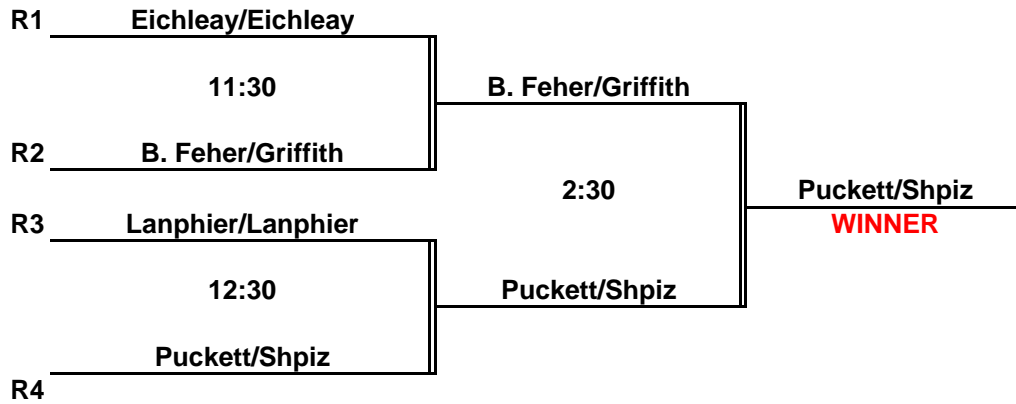 R1 Eichleay/Eichleay
11:30 B. Feher/Griffith
R2 B. Feher/Griffith
2:30 Puckett/Shpiz
R3 Lanphier/Lanphier WINNER
12:30 Puckett/Shpiz
Puckett/Shpiz
R4